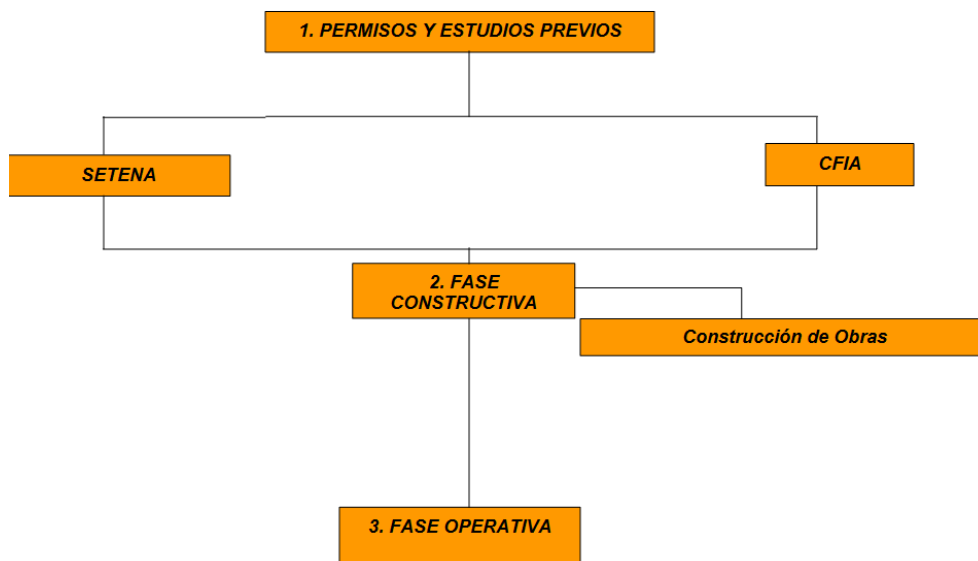 1. PERMISOS Y ESTUDIOS PREVIOS
SETENA
CFIA
2. FASE
CONSTRUCTIVA
Construcción de Obras
3. FASE OPERATIVA